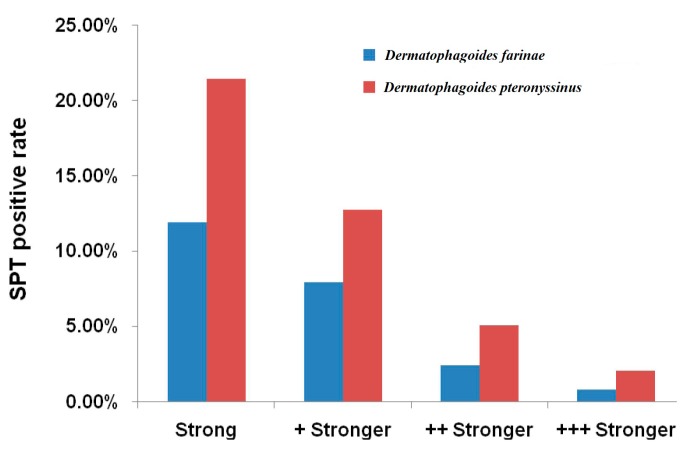 25.00%
20.00%
15.00%
10.00%
5.00%
0.00%
SPT positive rate
Dermatophagoides farinae
Dermatophagoides pteronyssinus
Strong
+ Stronger
++ Stronger
+++ Stronger